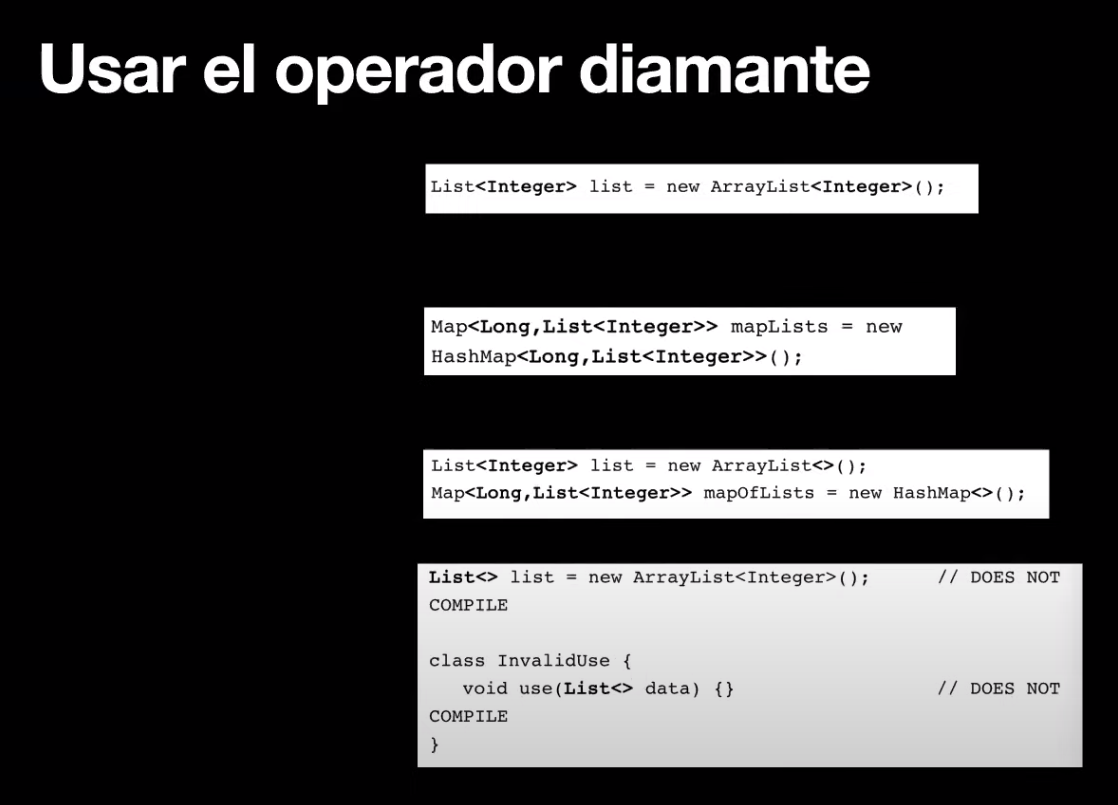 Usar el operador diamante
List<Integer> list = new ArrayList<Integer>();
Map<Long,List<Integer>> mapLists = new
HashMap<Long,List<Integer>>();
List<Integer> list = new ArrayList<>();
Map<Long,List<Integer>> mapOfLists = new HashMap<>();
List<> list = new ArrayList<Integer>();      // DOES NOT
COMPILE
class InvalidUse {
   void use(List<> data) {}                  // DOES NOT
COMPILE
}